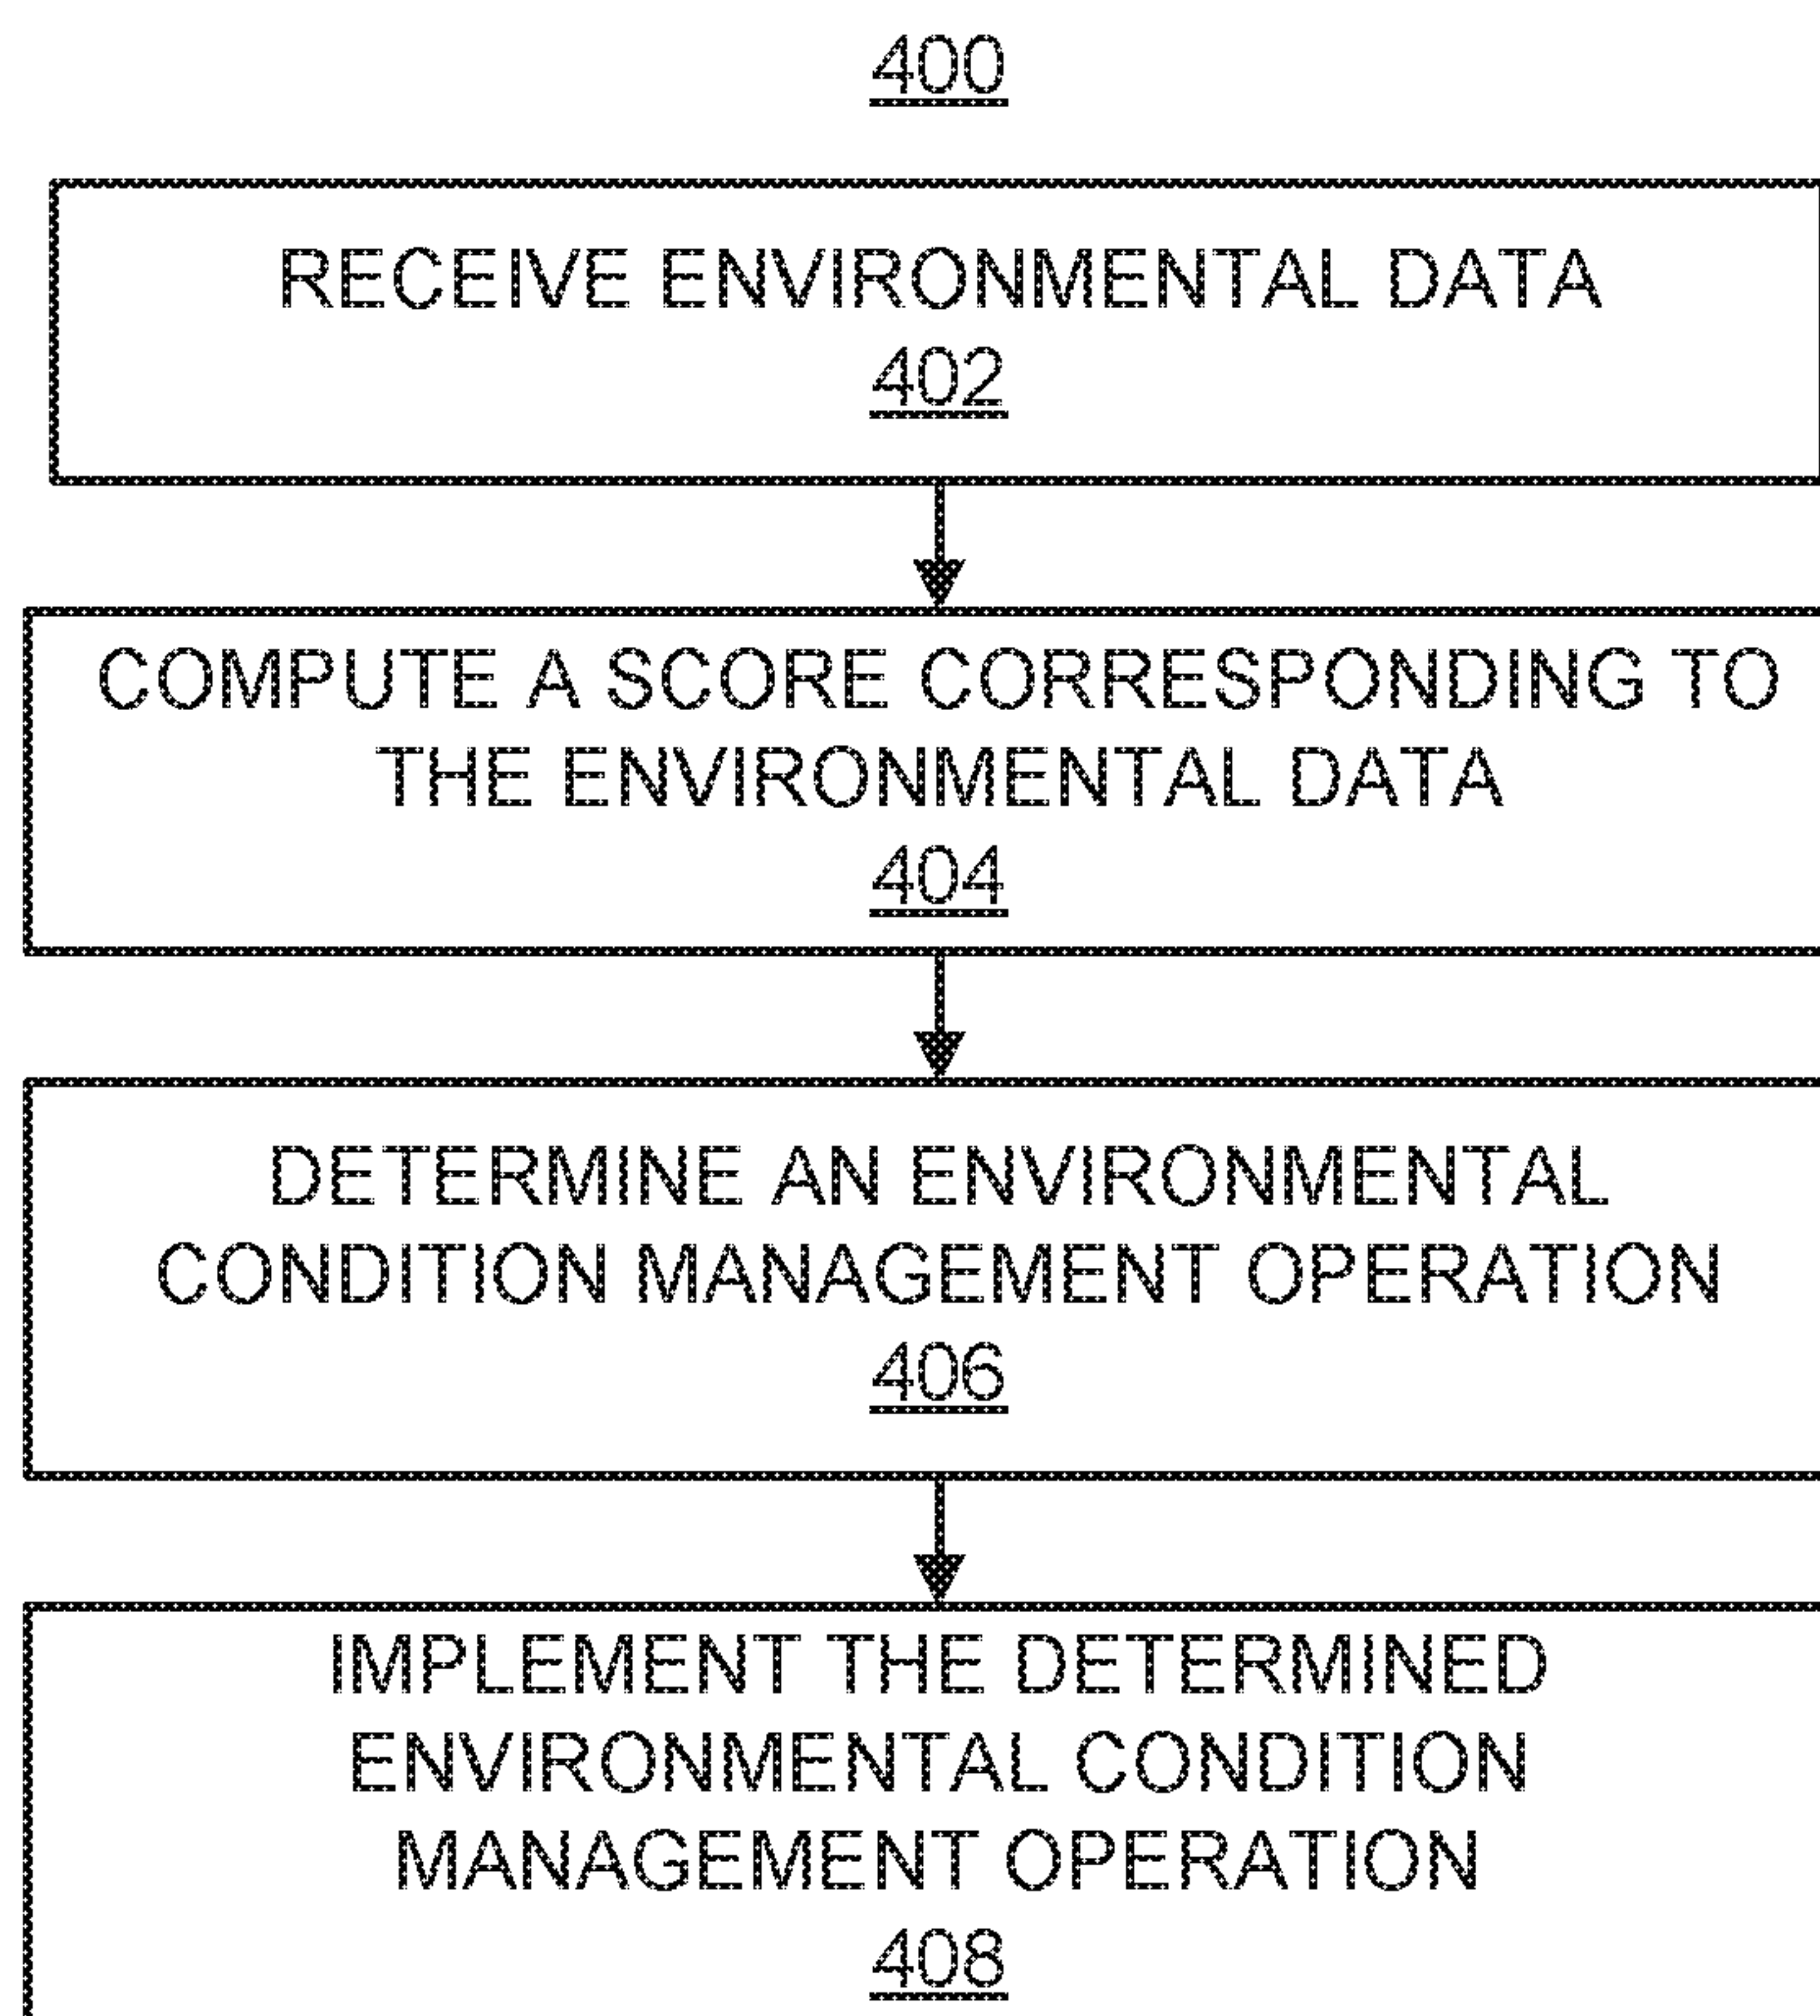 400
RECEIVE ENVIRONMENTAL DATA
402
COMPUTE A SCORE CORRESPONDING TO
THE ENVIRONMENTAL DATA
404
DETERMINE AN ENVIRONMENTAL
CONDITION MANAGEMENT OPERATION
406
IMPLEMENT THE DETERMINED
ENVIRONMENTAL CONDITION
MANAGEMENT OPERATION
408